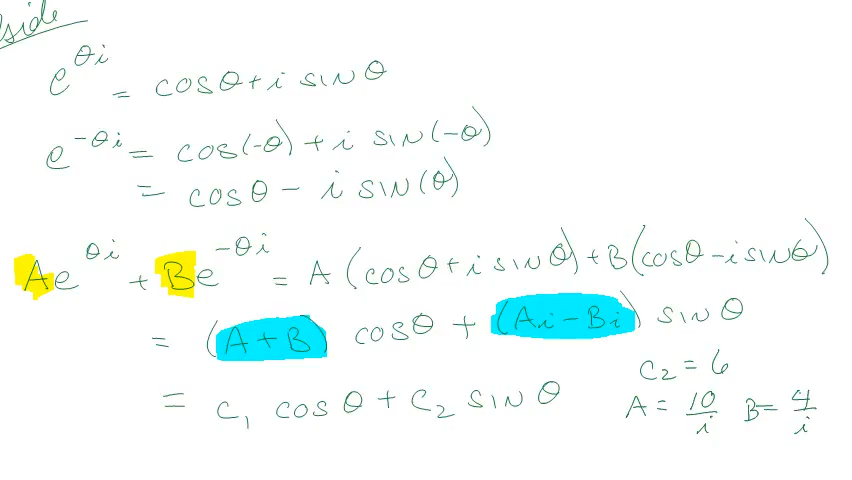 side
e^{θi} = cosθ + i sinθ
e^{-θi} = cos(-θ) + i sin(-θ)
= cosθ - i sin(θ)
Ae^{θi} + Be^{-θi} = A(cosθ + i sinθ) + B(cosθ - i sinθ)
= (A+B) cosθ + (Ai - Bi) sinθ
c₂ = 6
= c₁ cosθ + c₂ sinθ
A = 10/i B = 4/i